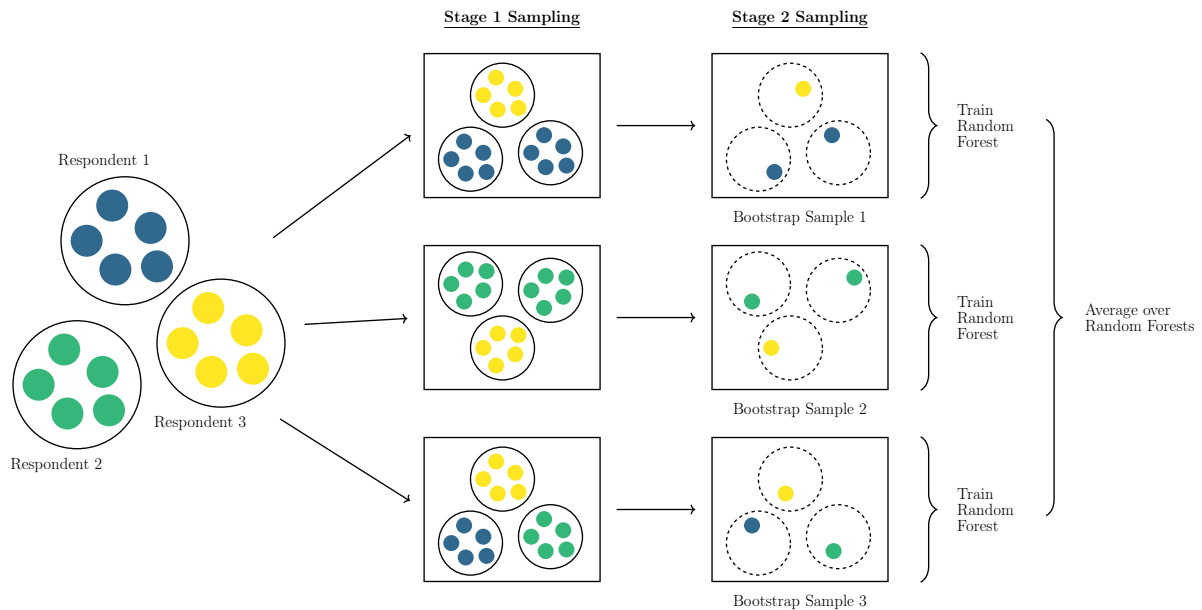 Stage 1 Sampling
Stage 2 Sampling
Respondent 1
Respondent 2
Respondent 3
Bootstrap Sample 1
Bootstrap Sample 2
Bootstrap Sample 3
Train
Random
Forest
Train
Random
Forest
Train
Random
Forest
Average over
Random Forests